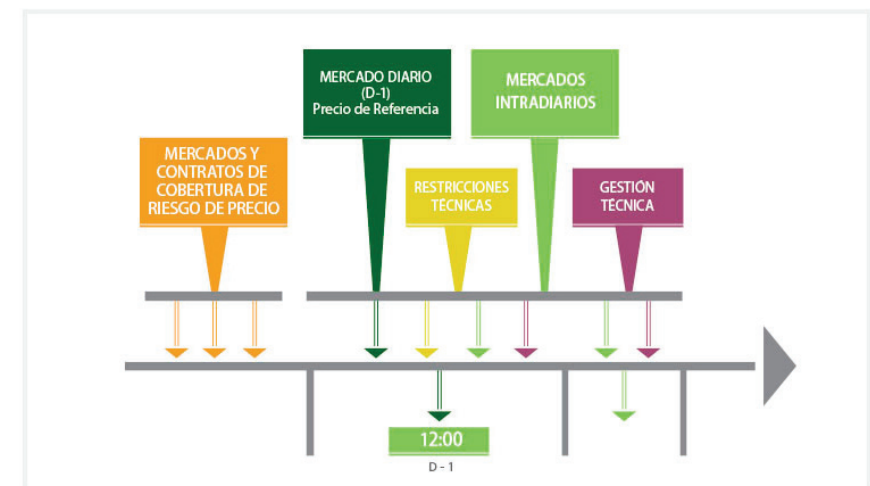 MERCADO DIARIO
(D-1)
Precio de Referencia
MERCADOS
INTRADIARIOS
MERCADOS Y
CONTRATOS DE
COBERTURA DE
RIESGO DE PRECIO
RESTRICCIONES
TÉCNICAS
GESTIÓN
TÉCNICA
12:00
D - 1